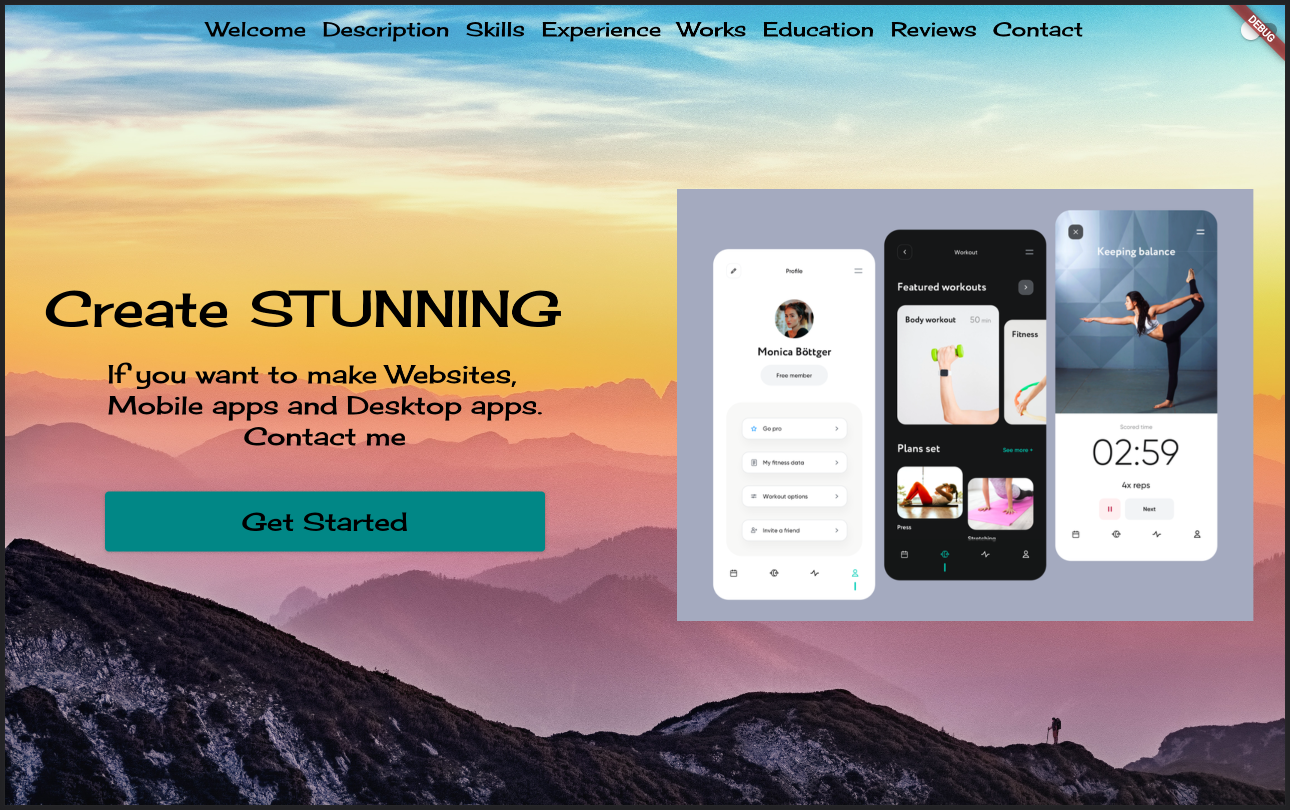 Welcome Description Skills Experience Works Education Reviews Contact
DEBUG
Create STUNNING
If you want to make Websites,
Mobile apps and Desktop apps.
Contact me
Get Started
Profile
Monica Böttger
Free member
Go pro
My fitness data
Workout options
Invite a friend
Workout
Featured workouts
Body workout 50 min
Fitness
Plans set See more +
Press
Stretching
Keeping balance
Scored time
02:59
4x reps
Next